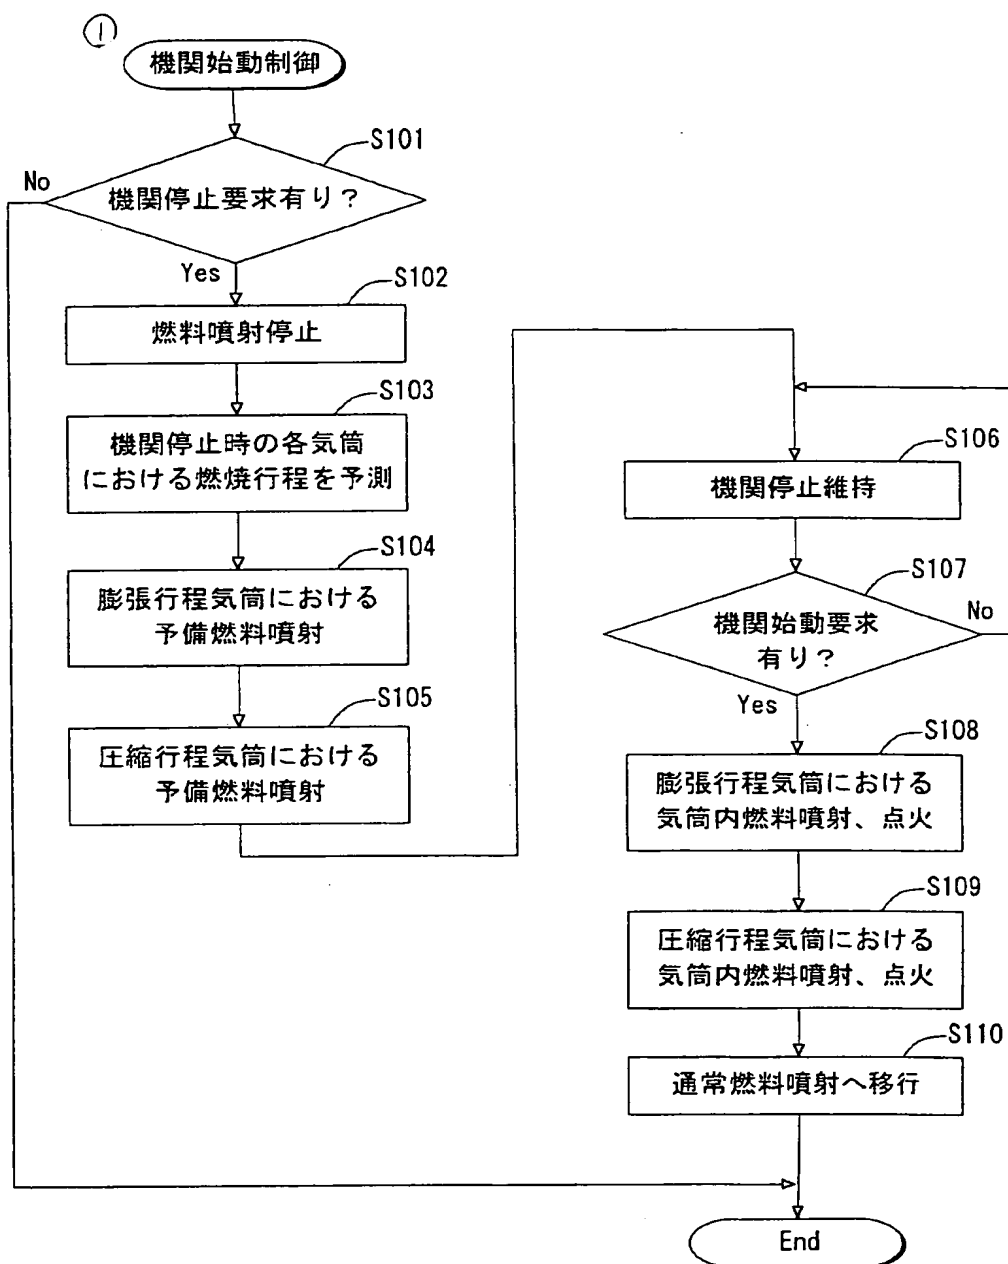 ①
機関始動制御
S101
No
機関停止要求有り？
Yes
S102
燃料噴射停止
S103
機関停止時の各気筒
における燃焼行程を予測
S104
膨張行程気筒における
予備燃料噴射
S105
圧縮行程気筒における
予備燃料噴射
S106
機関停止維持
S107
機関始動要求
有り？
No
Yes
S108
膨張行程気筒における
気筒内燃料噴射、点火
S109
圧縮行程気筒における
気筒内燃料噴射、点火
S110
通常燃料噴射へ移行
End